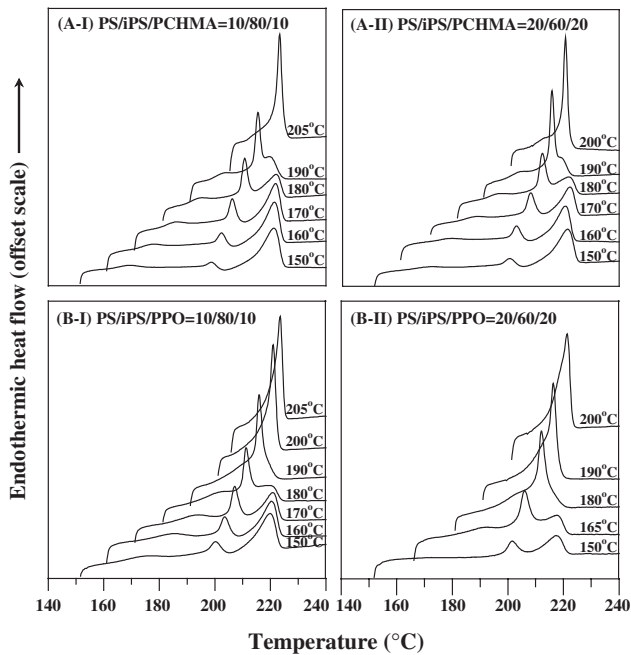 (A-I) PS/iPS/PCHMA=10/80/10
205°C
190°C
180°C
170°C
160°C
150°C
(A-II) PS/iPS/PCHMA=20/60/20
200°C
190°C
180°C
170°C
160°C
150°C
(B-I) PS/iPS/PPO=10/80/10
205°C
200°C
190°C
180°C
170°C
160°C
150°C
(B-II) PS/iPS/PPO=20/60/20
200°C
190°C
180°C
165°C
150°C
Endothermic heat flow (offset scale)
140 160 180 200 220 240
140 160 180 200 220 240
Temperature (°C)